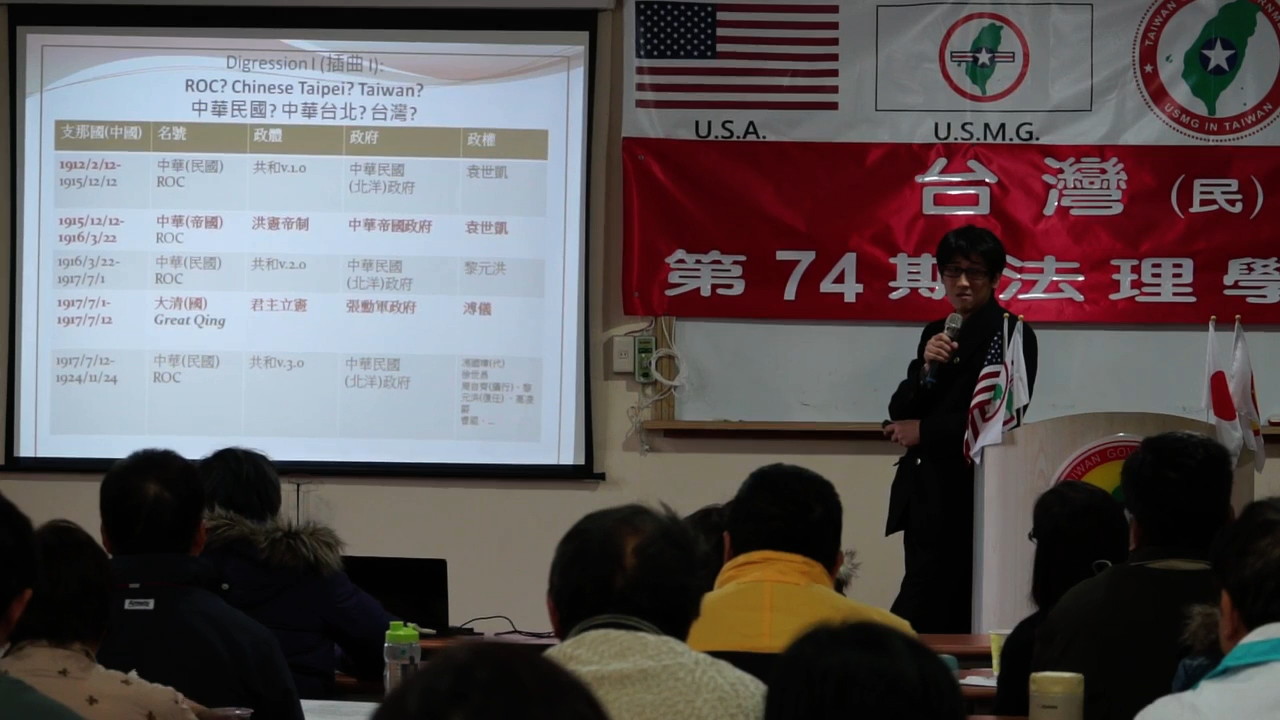 Digression I (插曲 I):
ROC? Chinese Taipei? Taiwan?
中華民國? 中華台北? 台灣?
支那國(中國) 名號 政體 政府 政權
1912/2/12-
1915/12/12
中華(民國)
ROC
共和v.1.0
中華民國
(北洋)政府
袁世凱
1915/12/12-
1916/3/22
中華(帝國)
ROC
洪憲帝制
中華帝國政府
袁世凱
1916/3/22-
1917/7/1
中華(民國)
ROC
共和v.2.0
中華民國
(北洋)政府
黎元洪
1917/7/1-
1917/7/12
大清(國)
Great Qing
君主立憲
張勳軍政府
溥儀
1917/7/12-
1924/11/24
中華(民國)
ROC
共和v.3.0
中華民國
(北洋)政府
U.S.A.
U.S.M.G.
USMG IN TAIWAN
台灣(民)
第74期法理學